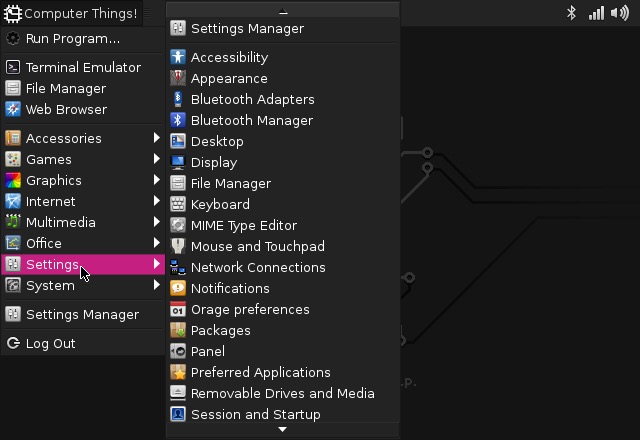 Computer Things!
Run Program...
Terminal Emulator
File Manager
Web Browser
Accessories
Games
Graphics
Internet
Multimedia
Office
Settings
System
Settings Manager
Log Out
Settings Manager
Accessibility
Appearance
Bluetooth Adapters
Bluetooth Manager
Desktop
Display
File Manager
Keyboard
MIME Type Editor
Mouse and Touchpad
Network Connections
Notifications
Orage preferences
Packages
Panel
Preferred Applications
Removable Drives and Media
Session and Startup